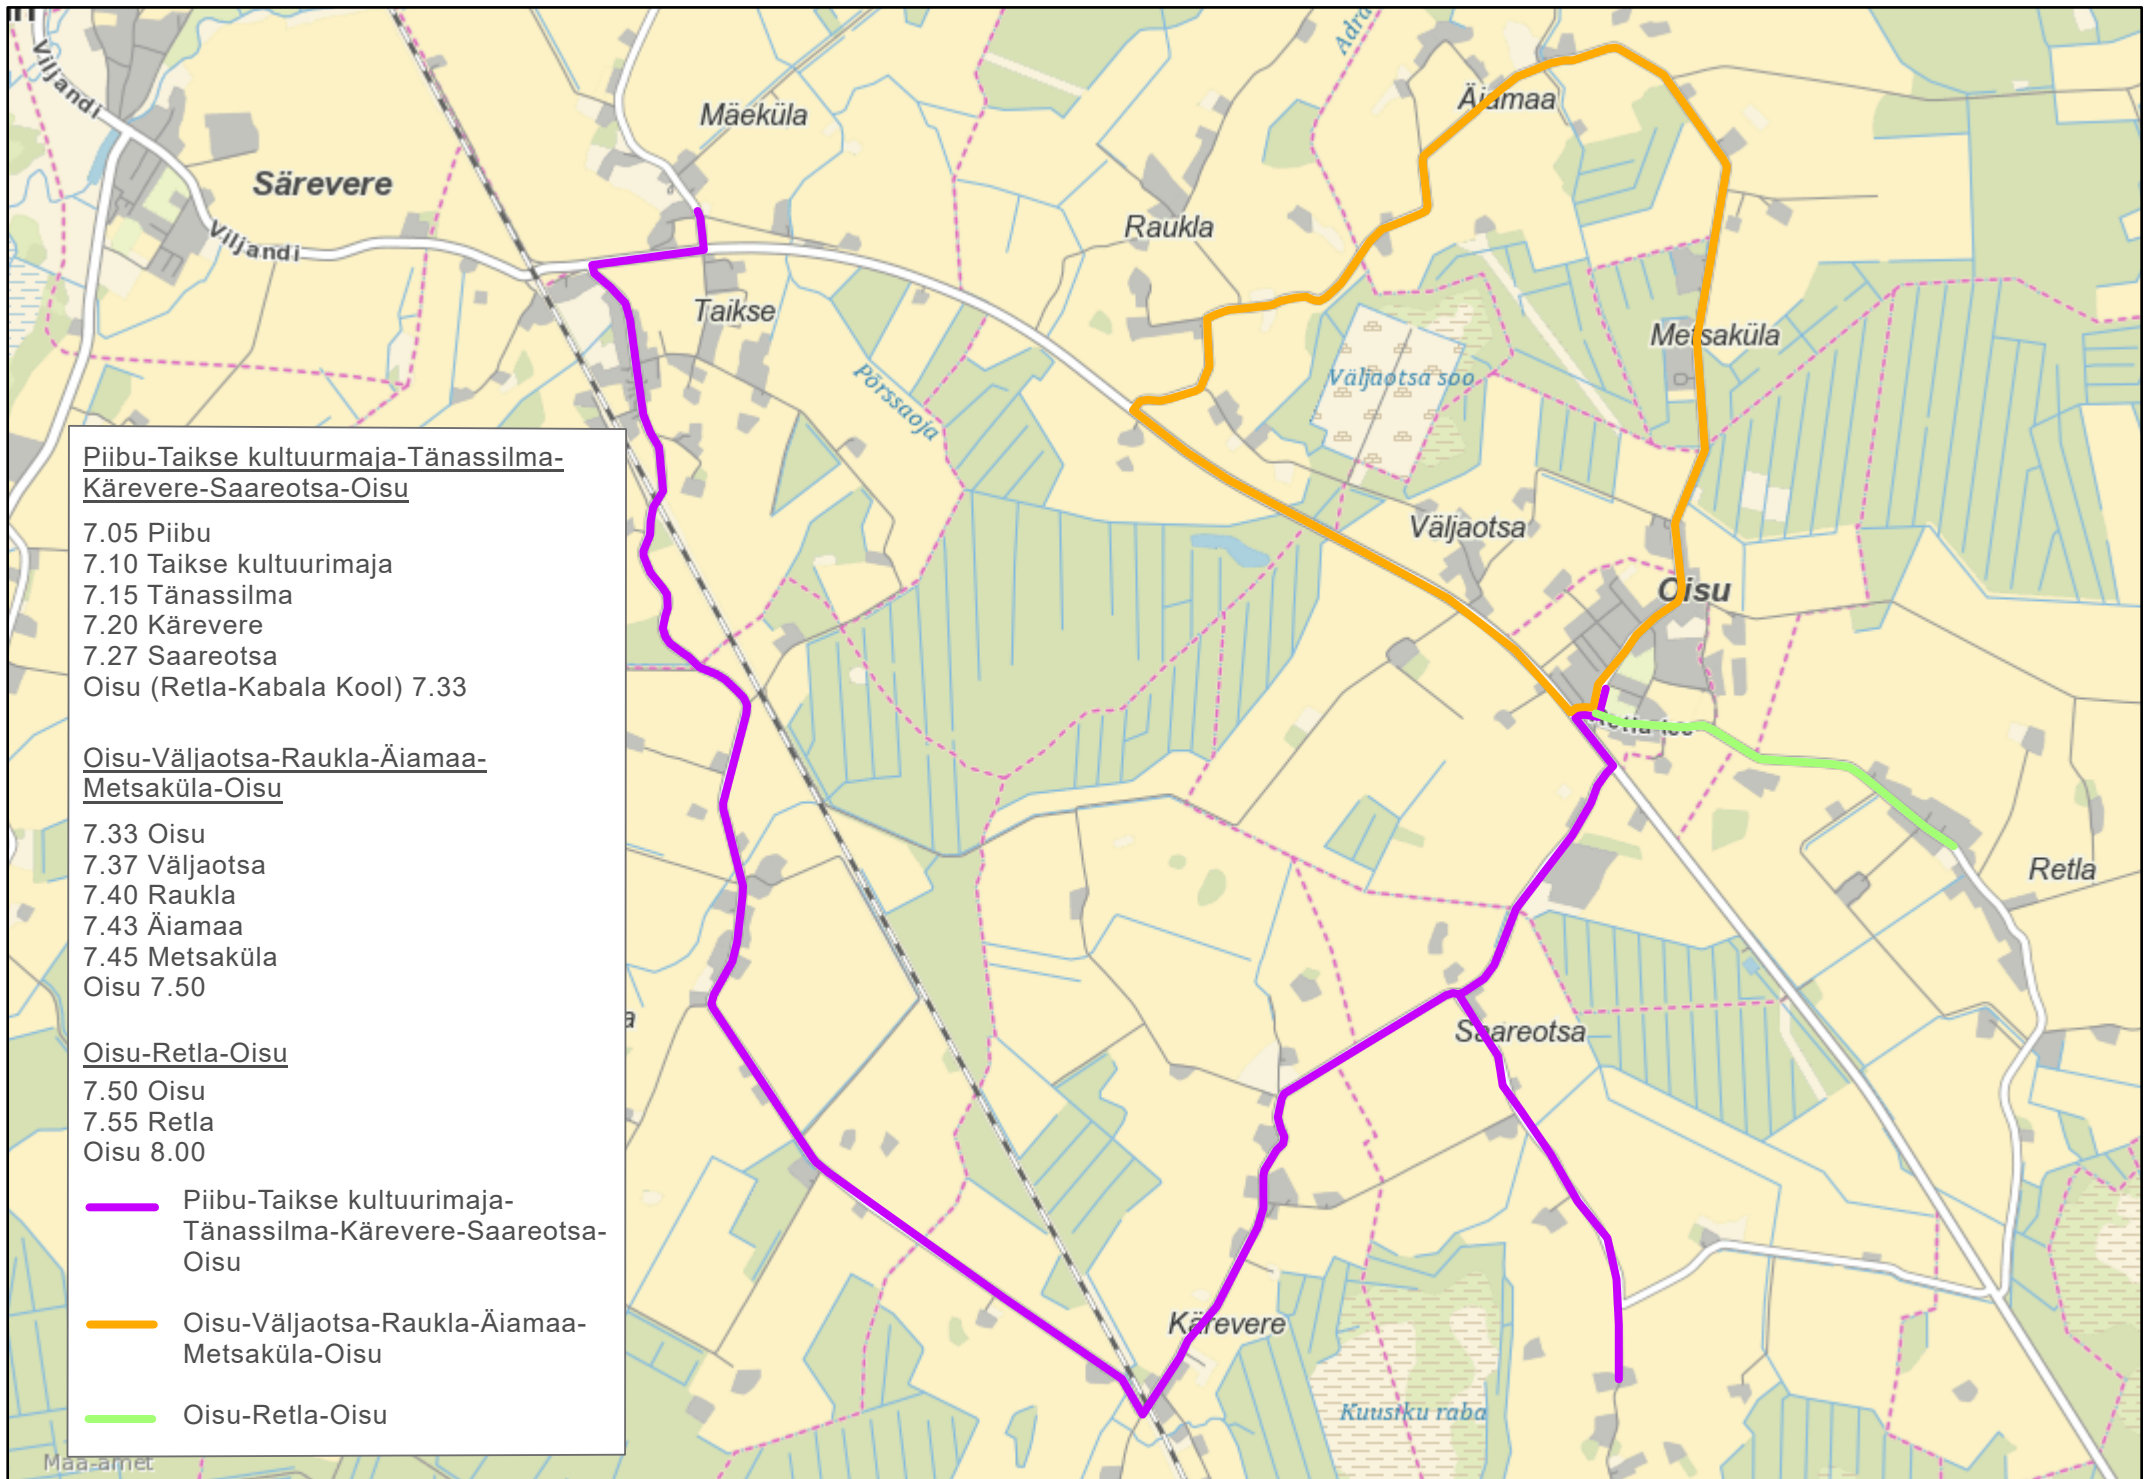 Viljandi
Adra
Mäeküla
Äiamaa
Särevere
Viljandi
Raukla
Taikse
Metsaküla
Põrssaoja
Väljaotsa soo
Väljaotsa
Oisu
Retla
Saareotsa
Kärevere
Kuusiku raba
Piibu-Taikse kultuurmaja-Tänassilma-
Kärevere-Saareotsa-Oisu
7.05 Piibu
7.10 Taikse kultuurimaja
7.15 Tänassilma
7.20 Kärevere
7.27 Saareotsa
Oisu (Retla-Kabala Kool) 7.33
Oisu-Väljaotsa-Raukla-Äiamaa-
Metsaküla-Oisu
7.33 Oisu
7.37 Väljaotsa
7.40 Raukla
7.43 Äiamaa
7.45 Metsaküla
Oisu 7.50
Oisu-Retla-Oisu
7.50 Oisu
7.55 Retla
Oisu 8.00
Piibu-Taikse kultuurimaja-
Tänassilma-Kärevere-Saareotsa-
Oisu
Oisu-Väljaotsa-Raukla-Äiamaa-
Metsaküla-Oisu
Oisu-Retla-Oisu
Maa-amet